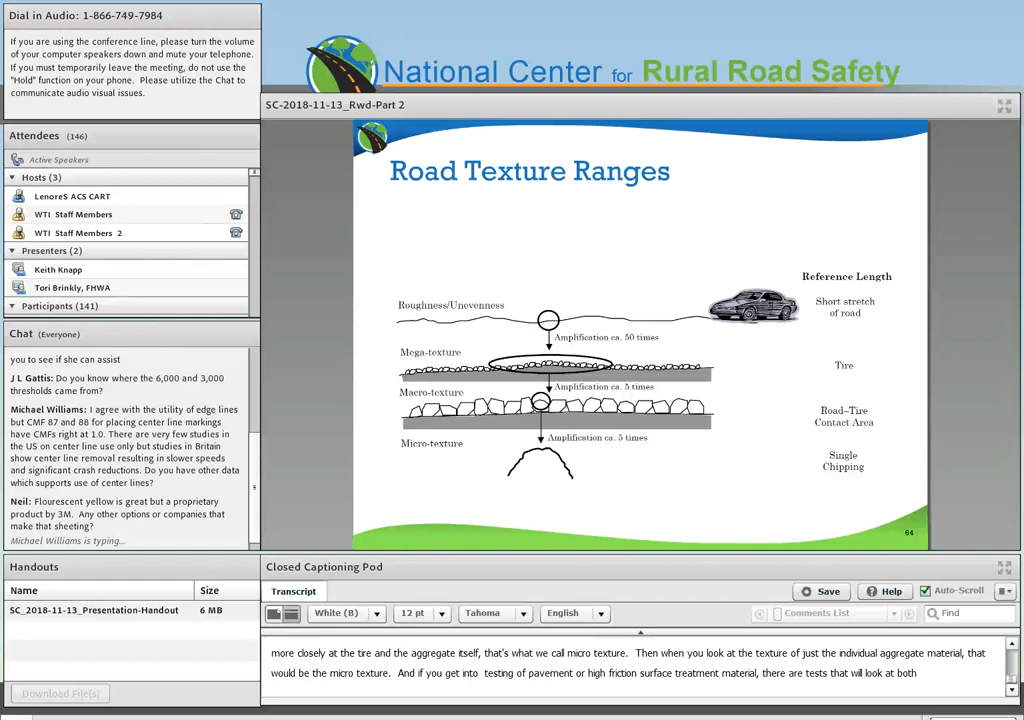 Dial in Audio: 1-866-749-7984
If you are using the conference line, please turn the volume
of your computer speakers down and mute your telephone.
If you must temporarily leave the meeting, do not use the
"Hold" function on your phone.  Please utilize the Chat to
communicate audio visual issues.
National Center for Rural Road Safety
Attendees (146)
Active Speakers
Hosts (3)
LenoreS ACS CART
WTI Staff Members
WTI Staff Members 2
Presenters (2)
Keith Knapp
Tori Brinkly, FHWA
Participants (141)
Chat (Everyone)
you to see if she can assist
J L Gattis: Do you know where the 6,000 and 3,000
thresholds came from?
Michael Williams: I agree with the utility of edge lines
but CMF 87 and 88 for placing center line markings
have CMFs right at 1.0. There are very few studies in
the US on center line use only but studies in Britain
show center line removal resulting in slower speeds
and significant crash reductions. Do you have other data
which supports use of center lines?
Neil: Flourescent yellow is great but a proprietary
product by 3M.  Any other options or companies that
make that sheeting?
Michael Williams is typing...
Handouts
Name Size
SC_2018-11-13_Presentation-Handout 6 MB
Download File(s)
SC-2018-11-13_Rwd-Part 2
Road Texture Ranges
Reference Length
Roughness/Unevenness
Short stretch
of road
Amplification ca. 50 times
Mega-texture
Tire
Amplification ca. 5 times
Macro-texture
Road–Tire
Contact Area
Amplification ca. 5 times
Micro-texture
Single
Chipping
64
Closed Captioning Pod
Transcript
Save
Help
Auto-Scroll
White (B)
12 pt
Tahoma
English
Comments List
Find
more closely at the tire and the aggregate itself, that's what we call micro texture.  Then when you look at the texture of just the individual aggregate material, that
would be the micro texture.  And if you get into  testing of pavement or high friction surface treatment material, there are tests that will look at both